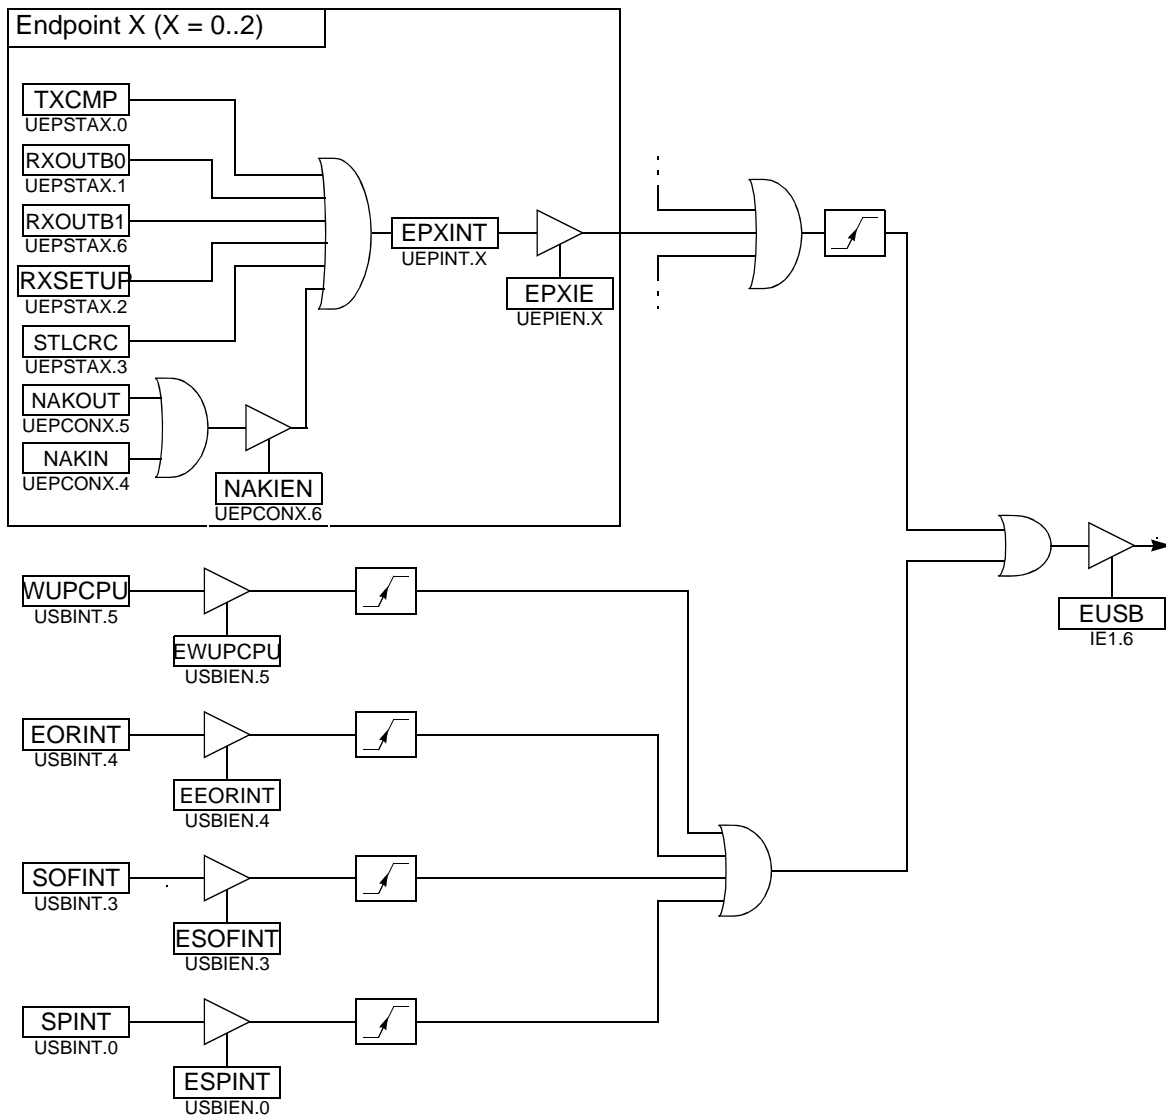 Endpoint X (X = 0..2)
TXCMP
UEPSTAX.0
RXOUTB0
UEPSTAX.1
RXOUTB1
UEPSTAX.6
RXSETUP
UEPSTAX.2
STLCRC
UEPSTAX.3
NAKOUT
UEPCONX.5
NAKIN
UEPCONX.4
NAKIEN
UEPCONX.6
EPXINT
UEPINT.X
EPXIE
UEPIEN.X
EUSB
IE1.6
WUPCPU
USBINT.5
EWUPCPU
USBIEN.5
EORINT
USBINT.4
EEORINT
USBIEN.4
SOFINT
USBINT.3
ESOFINT
USBIEN.3
SPINT
USBINT.0
ESPINT
USBIEN.0